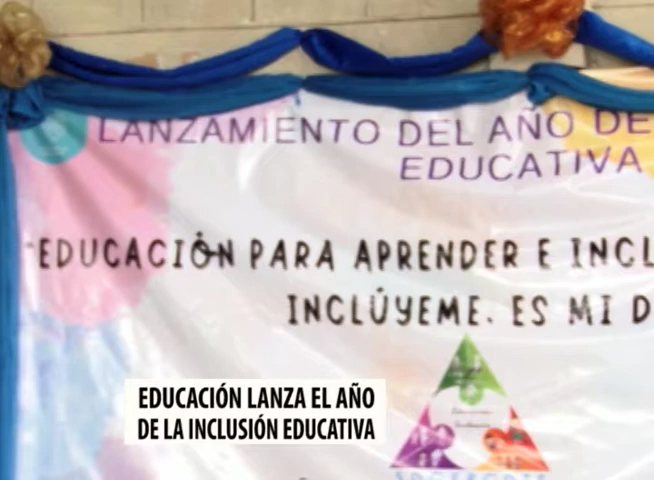 LANZAMIENTO DEL AÑO DE
EDUCATIVA
"EDUCACIÓN PARA APRENDER E INCL
INCLÚYEME. ES MI D
EDUCACIÓN LANZA EL AÑO
DE LA INCLUSIÓN EDUCATIVA